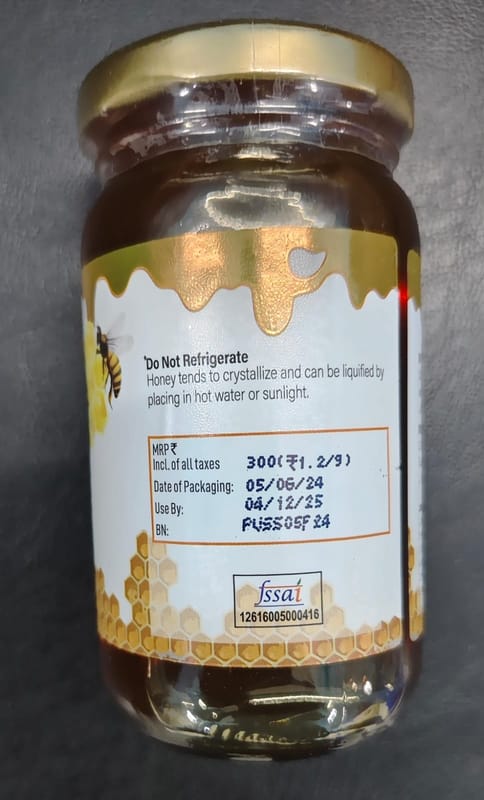 *Do Not Refrigerate
Honey tends to crystallize and can be liquified by
placing in hot water or sunlight.
MRP ₹
Incl. of all taxes 300(₹1.2/g)
Date of Packaging: 05/06/24
Use By: 04/12/25
BN:
fssai
12616005000416